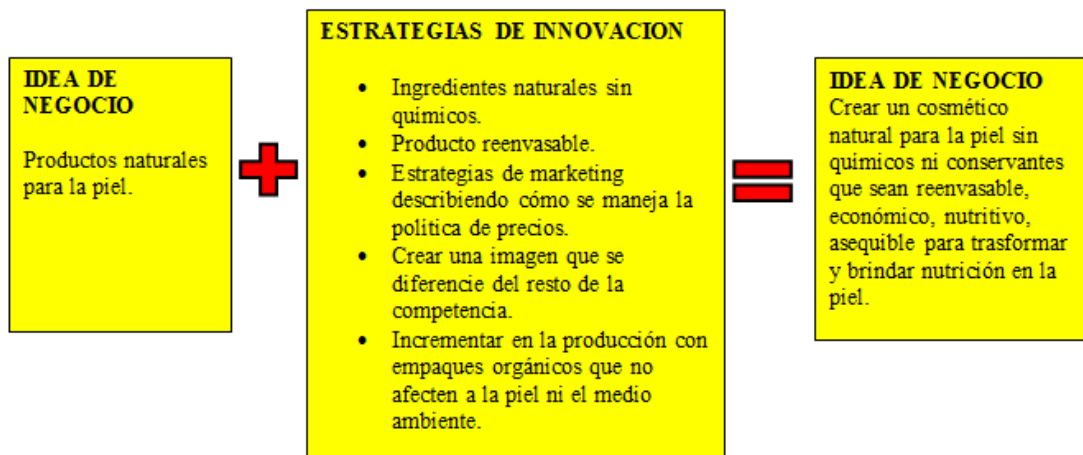 IDEA DE
NEGOCIO
Productos naturales
para la piel.
ESTRATEGIAS DE INNOVACION
• Ingredientes naturales sin
químicos.
• Producto reenvasable.
• Estrategias de marketing
describiendo cómo se maneja la
política de precios.
• Crear una imagen que se
diferencie del resto de la
competencia.
• Incrementar en la producción con
empaques orgánicos que no
afecten a la piel ni el medio
ambiente.
IDEA DE NEGOCIO
Crear un cosmético
natural para la piel sin
químicos ni conservantes
que sean reenvasable,
económico, nutritivo,
asequible para trasformar
y brindar nutrición en la
piel.